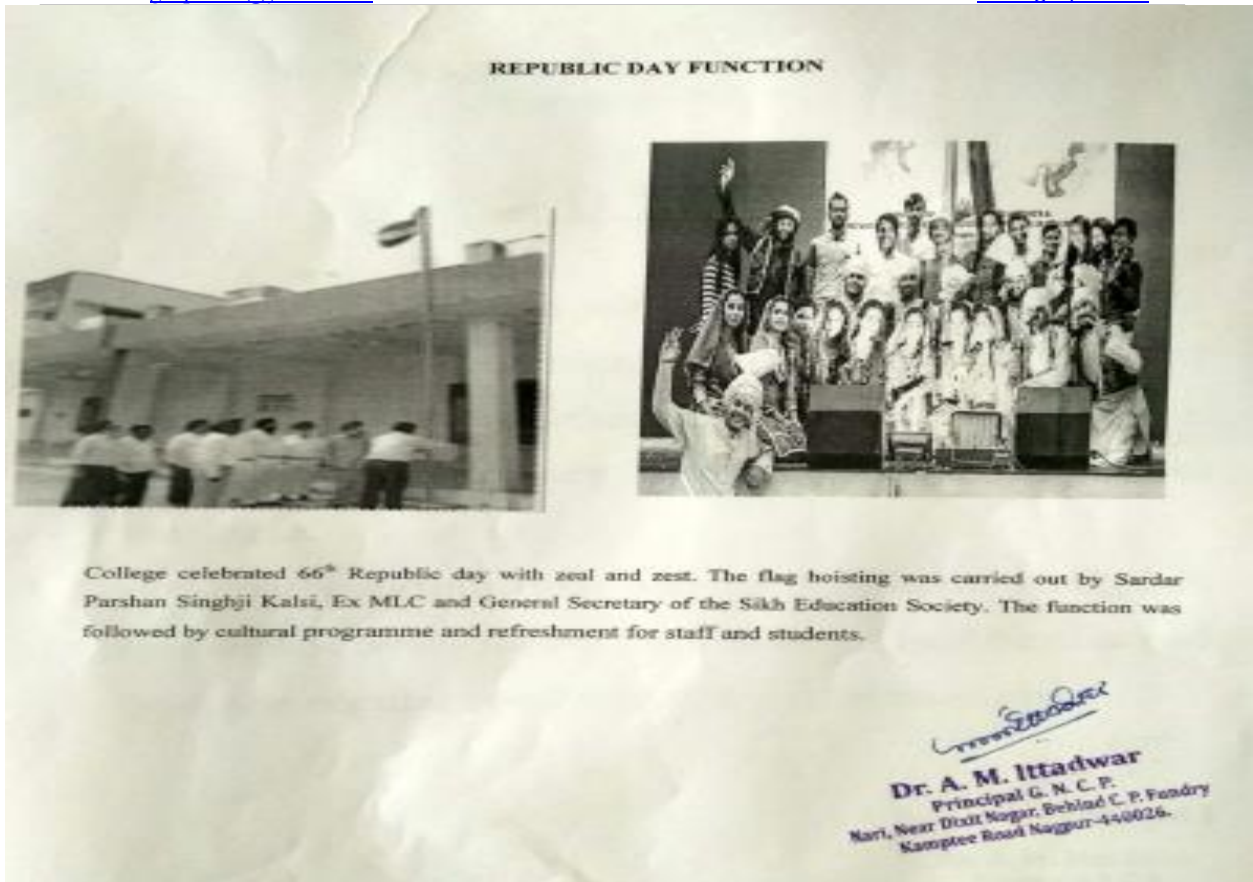 REPUBLIC DAY FUNCTION
College celebrated 66th Republic day with zeal and zest. The flag hoisting was carried out by Sardar
Parshan Singhji Kalsi, Ex MLC and General Secretary of the Sikh Education Society. The function was
followed by cultural programme and refreshment for staff and students.
Dr. A. M. Ittadwar
Principal G. N. C. P.
Nari, Near Dixit Nagar, Behind C. P. Fundry
Kamptee Road Nagpur-440026.